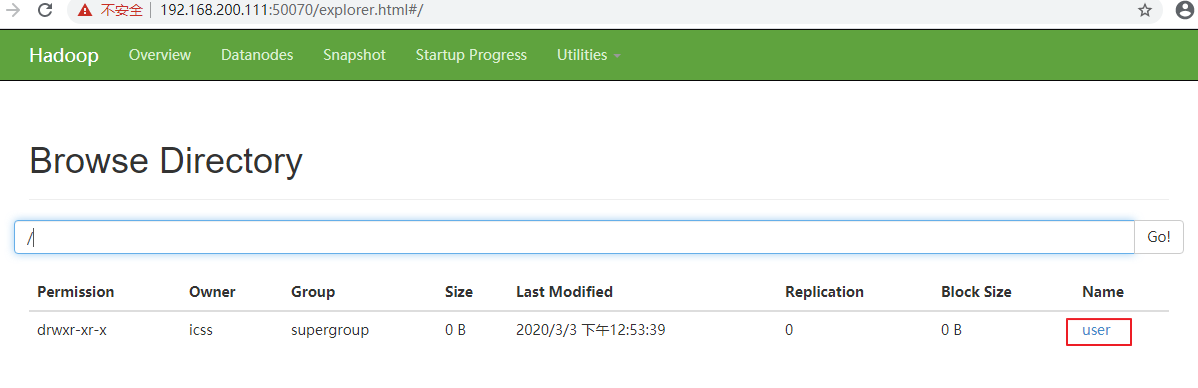 不安全 192.168.200.111:50070/explorer.html#/
Hadoop Overview Datanodes Snapshot Startup Progress Utilities
Browse Directory
/ Go!
Permission Owner Group Size Last Modified Replication Block Size Name
drwxr-xr-x icss supergroup 0 B 2020/3/3 下午12:53:39 0 0 B user